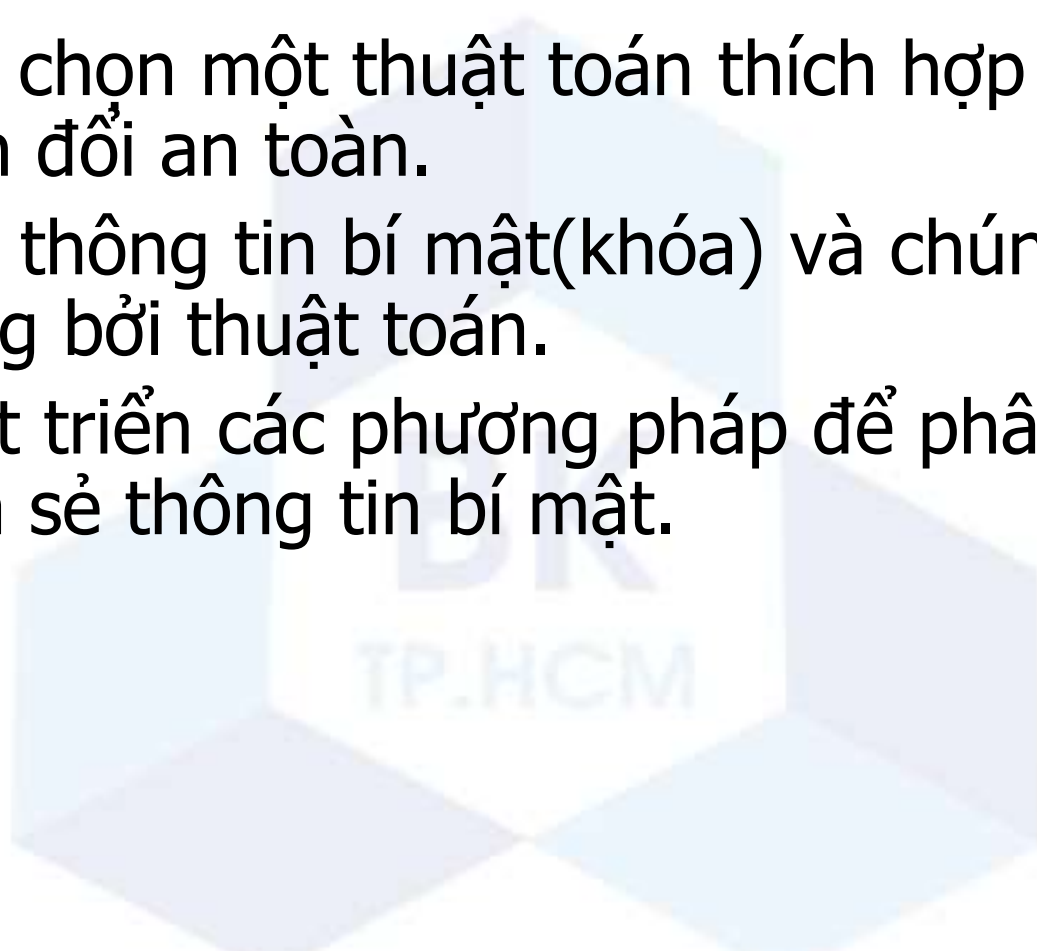 chọn một thuật toán thích hợp
đổi an toàn.
thông tin bí mật(khóa) và chún
g bởi thuật toán.
t triển các phương pháp để phâ
sẻ thông tin bí mật.
BK
TP.HCM